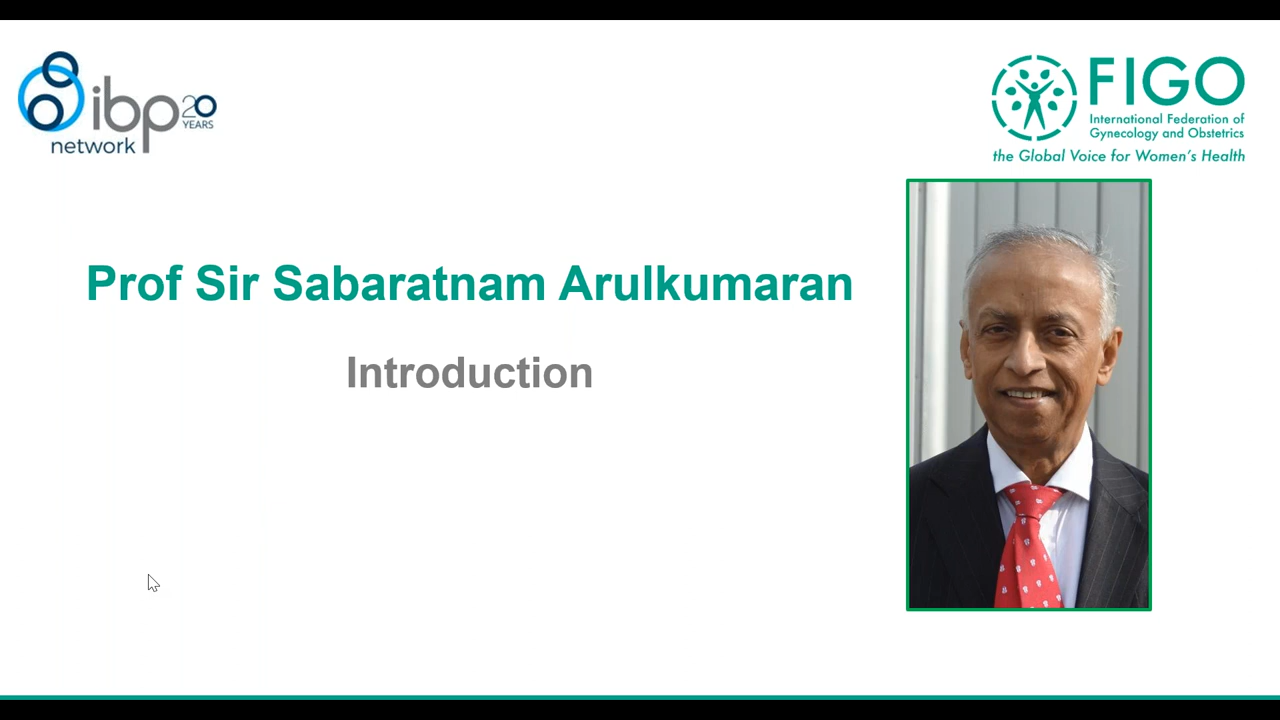 ibp 20
YEARS
network
FIGO
International Federation of
Gynecology and Obstetrics
the Global Voice for Women's Health
Prof Sir Sabaratnam Arulkumaran
Introduction